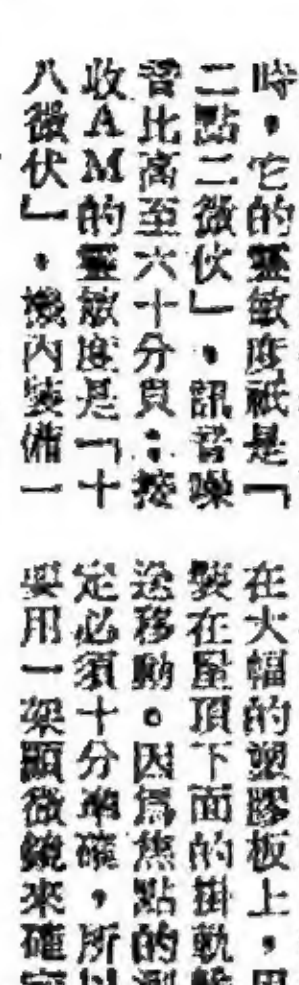 時，它的靈敏度祇是「
二點二微伏」，訊音噪
音比高至六十分貝；接
收AM的靈敏度是「十
八微伏」，機內裝備一
在大幅的塑膠板上，用
裝在屋頂下面的掛軌
移動。因爲焦點的
定必須十分準確，所以
要用一架顯微鏡來確定